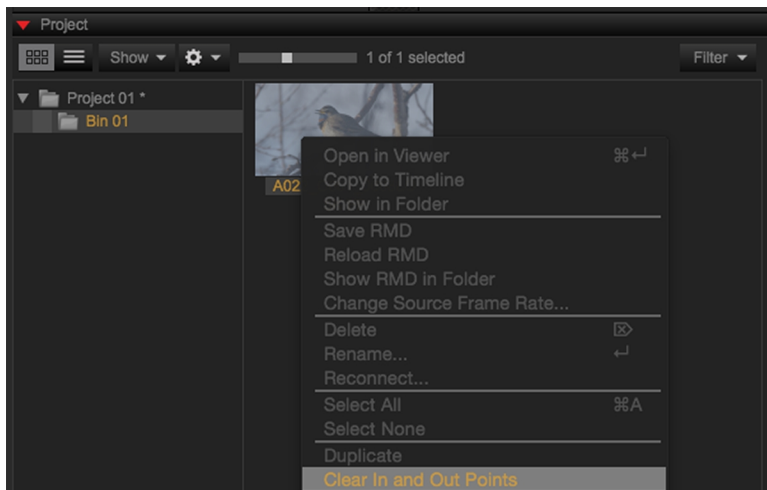 Project
Show
1 of 1 selected
Filter
Project 01 *
Bin 01
A02
Open in Viewer ⌘↵
Copy to Timeline
Show in Folder
Save RMD
Reload RMD
Show RMD in Folder
Change Source Frame Rate...
Delete ⌦
Rename... ↵
Reconnect...
Select All ⌘A
Select None
Duplicate
Clear In and Out Points